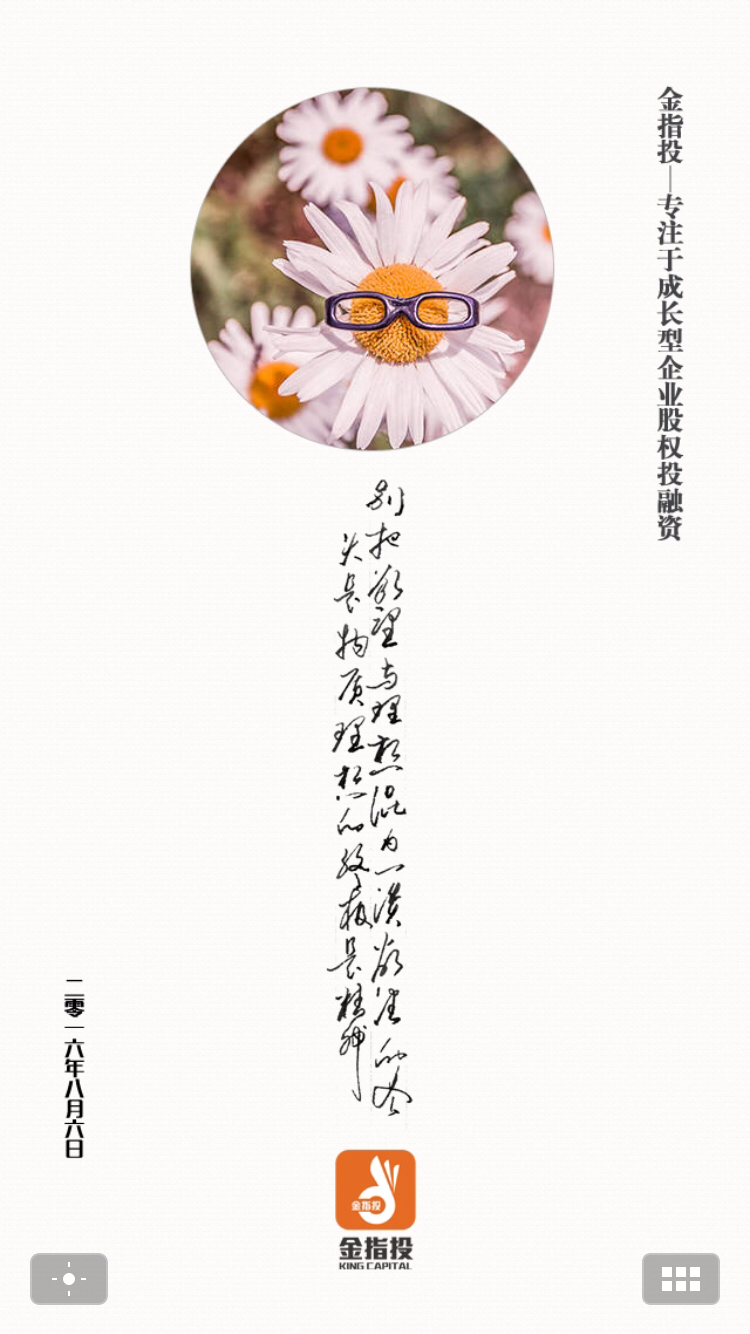 金指投—专注于成长型企业股权投融资
别把欲望与理想混为一谈欲望的尽
头是物质理想的终极是精神
二零一六年八月六日
金指投
金指投
KING CAPITAL